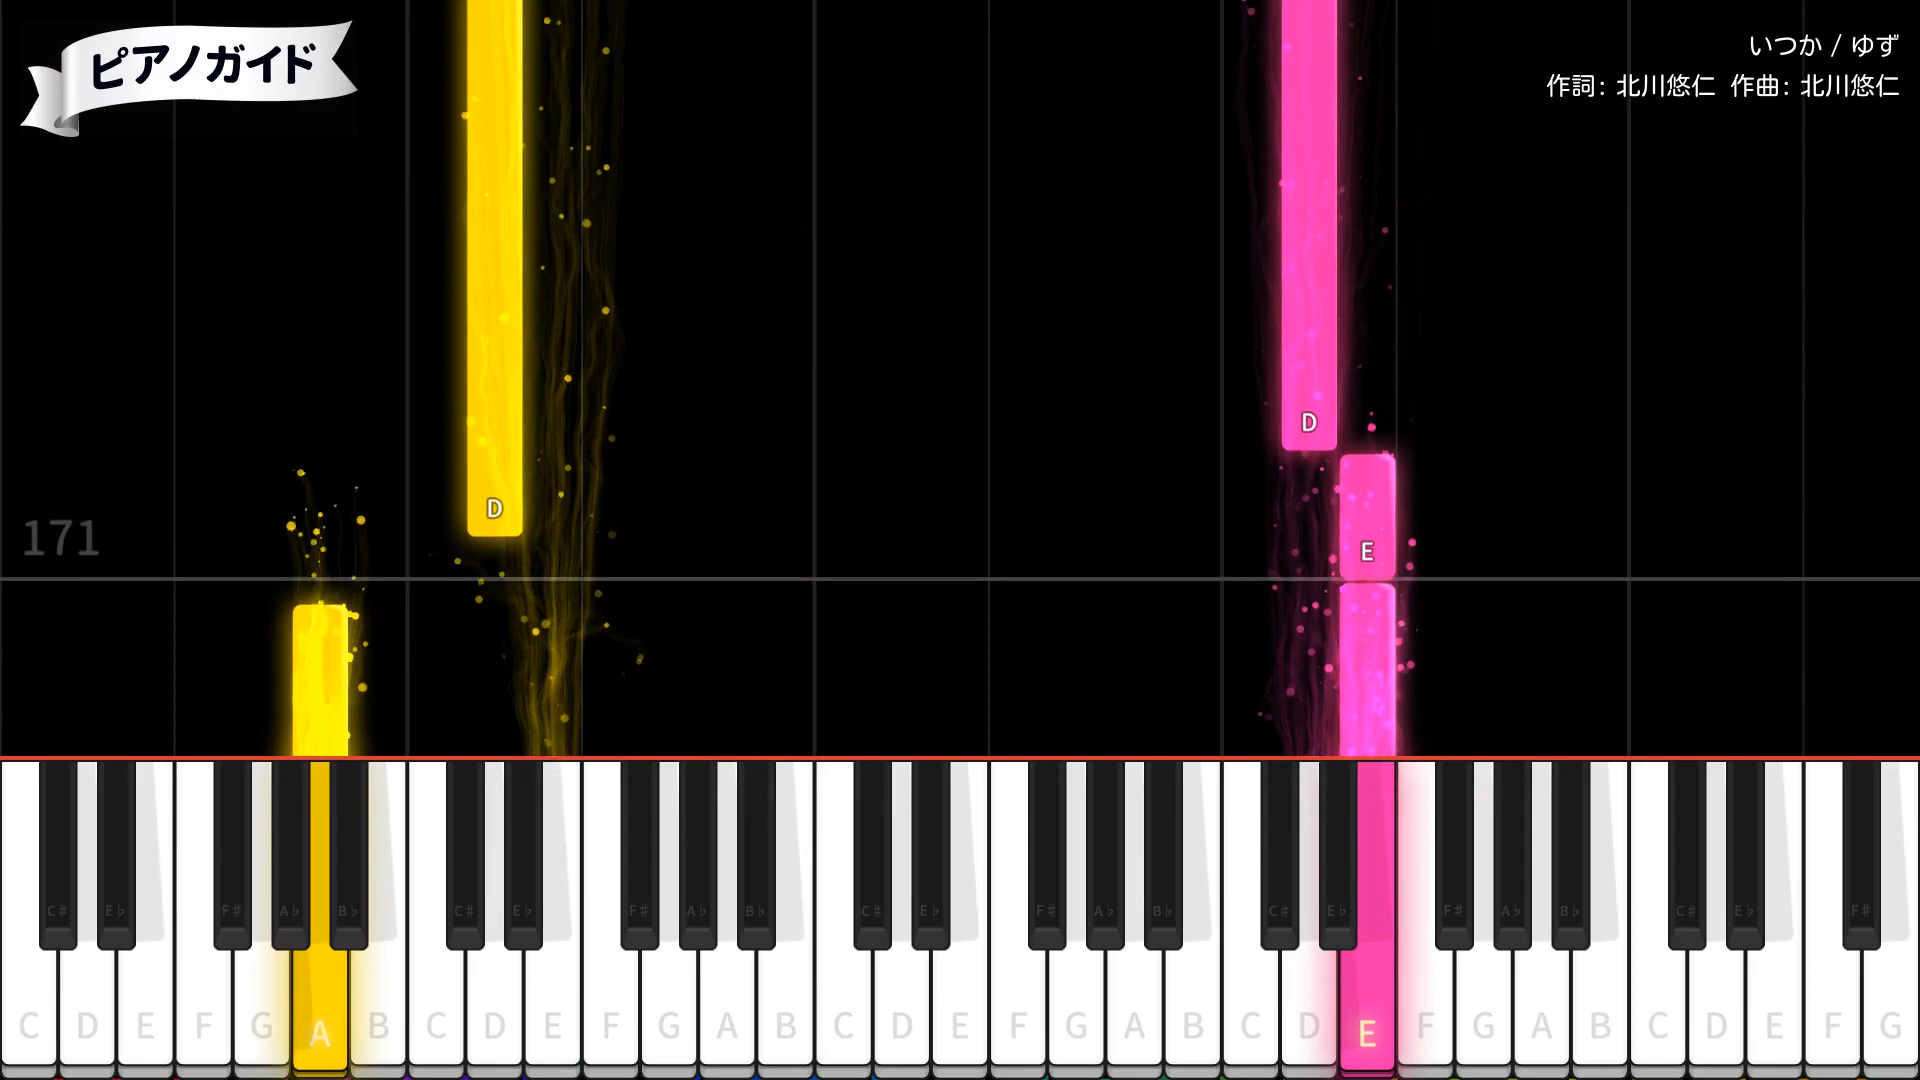 ピアノガイド
いつか / ゆず
作詞: 北川悠仁 作曲: 北川悠仁
D
D
E
171
C# E♭ F# A♭ B♭ C# E♭ F# A♭ B♭ C# E♭ F# A♭ B♭ C# E♭ F# A♭ B♭ C# E♭ F#
C D E F G A B C D E F G A B C D E F G A B C D E F G A B C D E F G